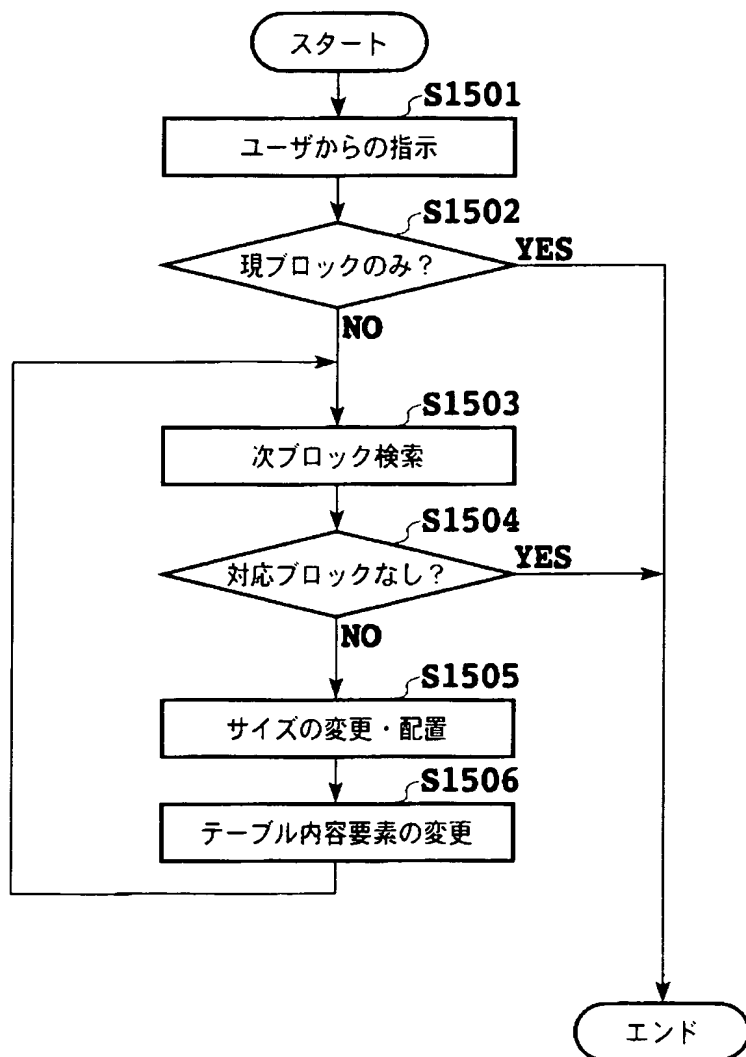 スタート
S1501
ユーザからの指示
S1502
現ブロックのみ？
YES
NO
S1503
次ブロック検索
S1504
対応ブロックなし？
YES
NO
S1505
サイズの変更・配置
S1506
テーブル内容要素の変更
エンド